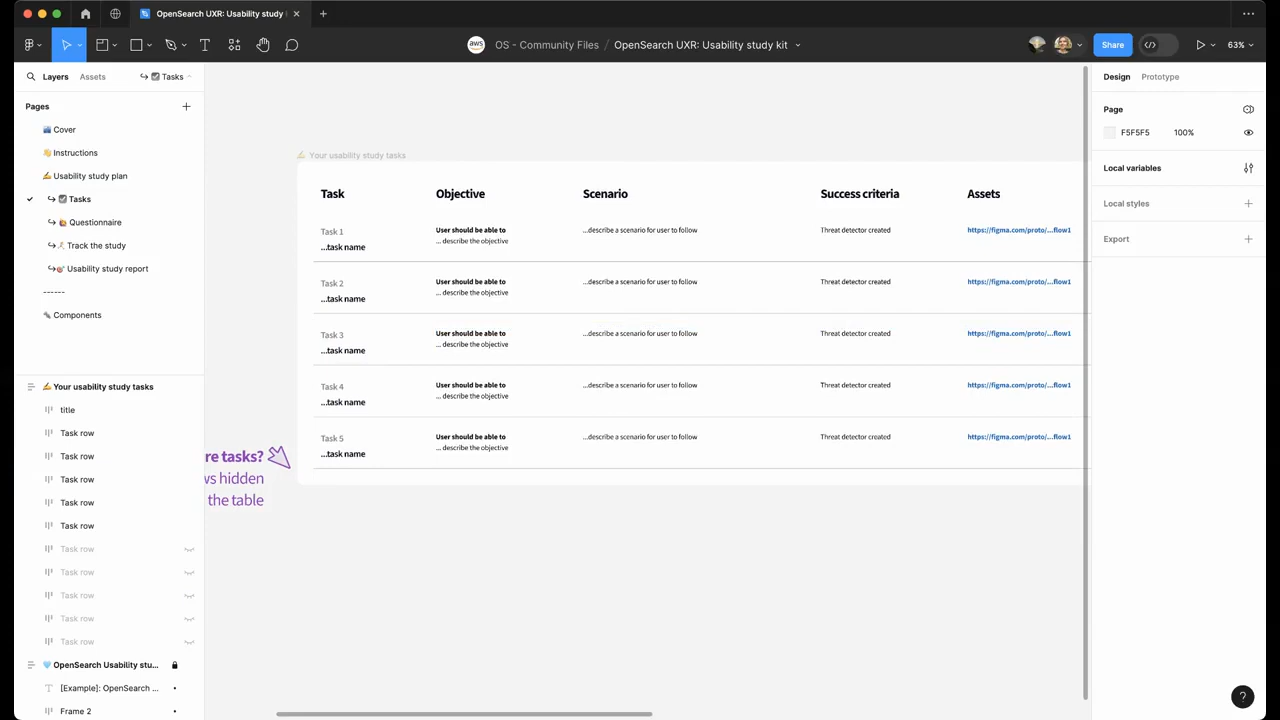 OpenSearch UXR: Usability study
aws OS - Community Files / OpenSearch UXR: Usability study kit
Share
63%
Layers Assets Tasks
Pages
Cover
Instructions
Usability study plan
Tasks
Questionnaire
Track the study
Usability study report
------
Components
Your usability study tasks
title
Task row
Task row
Task row
Task row
Task row
Task row
Task row
Task row
Task row
Task row
OpenSearch Usability stu...
[Example]: OpenSearch ...
Frame 2
Your usability study tasks
Task Objective Scenario Success criteria Assets
Task 1
...task name
User should be able to
... describe the objective
...describe a scenario for user to follow
Threat detector created
https://figma.com/proto/...flow1
Task 2
...task name
User should be able to
... describe the objective
...describe a scenario for user to follow
Threat detector created
https://figma.com/proto/...flow1
Task 3
...task name
User should be able to
... describe the objective
...describe a scenario for user to follow
Threat detector created
https://figma.com/proto/...flow1
Task 4
...task name
User should be able to
... describe the objective
...describe a scenario for user to follow
Threat detector created
https://figma.com/proto/...flow1
Task 5
...task name
User should be able to
... describe the objective
...describe a scenario for user to follow
Threat detector created
https://figma.com/proto/...flow1
re tasks?
ws hidden
the table
Design Prototype
Page
F5F5F5 100%
Local variables
Local styles
Export
?